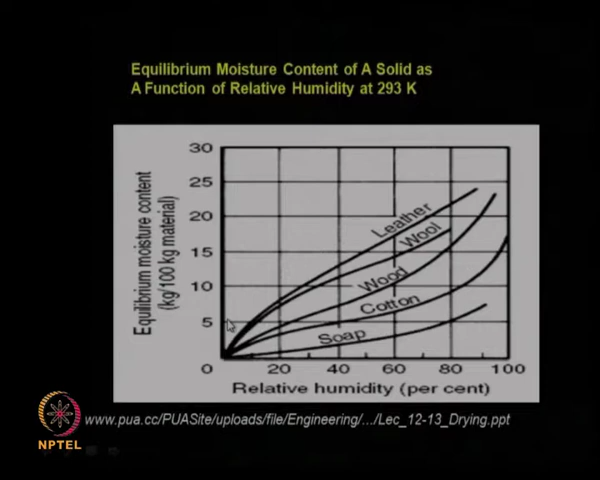 Equilibrium Moisture Content of A Solid as
A Function of Relative Humidity at 293 K
Equilibrium moisture content
(kg/100 kg material)
30
25
20
15
10
5
0
20
40
60
80
100
Leather
Wool
Wood
Cotton
Soap
Relative humidity (per cent)
www.pua.cc/PUASite/uploads/file/Engineering/.../Lec_12-13_Drying.ppt
NPTEL